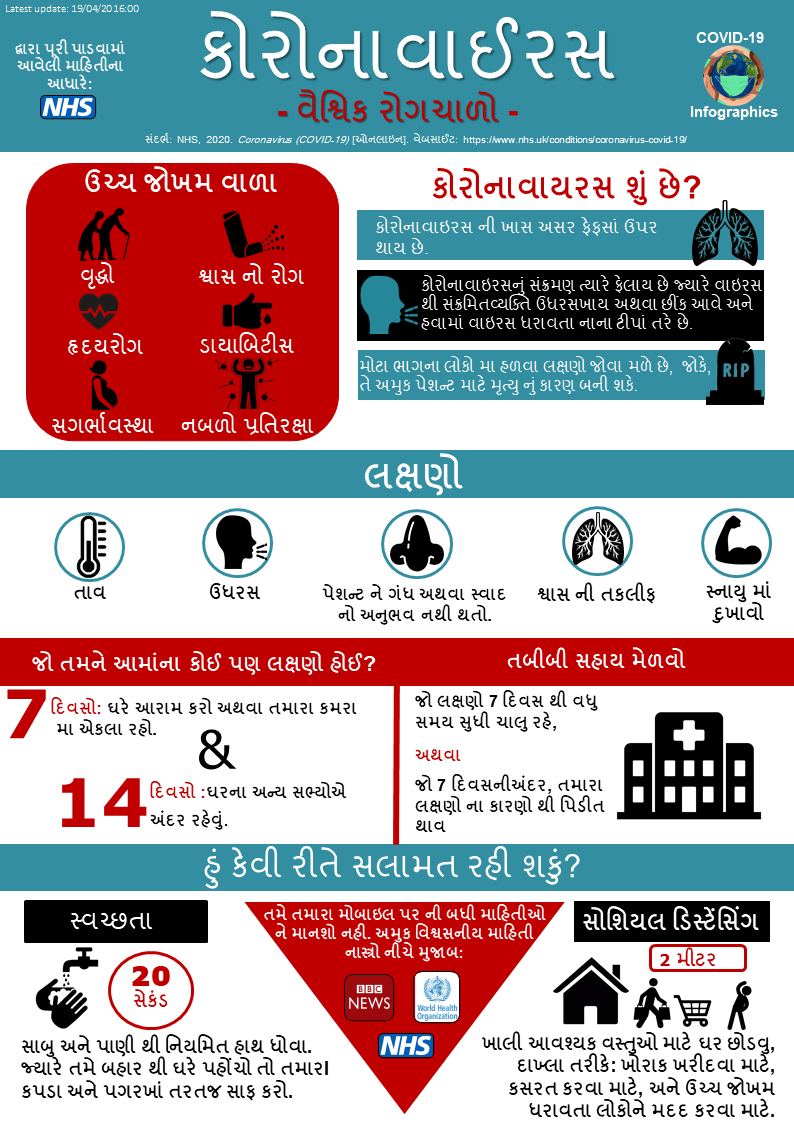 Latest update: 19/04/2016:00
દ્વારા પૂરી પાડવામાં
આવેલી માહિતીના
આધારે:
NHS
કોરોનાવાઈરસ
- વૈશ્વિક રોગચાળો -
COVID-19
Infographics
સંદર્ભ: NHS, 2020. Coronavirus (COVID-19) [ઓનલાઇન]. વેબસાઈટ: https://www.nhs.uk/conditions/coronavirus-covid-19/
ઉચ્ચ જોખમ વાળા
વૃદ્ધો
શ્વાસ નો રોગ
હૃદયરોગ
ડાયાબિટીસ
સગર્ભાવસ્થા
નબળો પ્રતિરક્ષા
કોરોનાવાયરસ શું છે?
કોરોનાવાઇરસ ની ખાસ અસર ફેફસાં ઉપર
થાય છે.
કોરોનાવાઇરસનું સંક્રમણ ત્યારે ફેલાય છે જ્યારે વાઇરસ
થી સંક્રમિતવ્યક્તિ ઉધરસખાય અથવા છીંક આવે અને
હવામાં વાઇરસ ધરાવતા નાના ટીપાં તરે છે.
મોટા ભાગના લોકો મા હળવા લક્ષણો જોવા મળે છે, જોકે,
તે અમુક પેશન્ટ માટે મૃત્યુ નું કારણ બની શકે.
RIP
લક્ષણો
તાવ
ઉધરસ
પેશન્ટ ને ગંધ અથવા સ્વાદ
નો અનુભવ નથી થતો.
શ્વાસ ની તકલીફ
સ્નાયુ માં
દુખાવો
જો તમને આમાંના કોઈ પણ લક્ષણો હોઈ?
7 દિવસો: ઘરે આરામ કરો અથવા તમારા કમરા
મા એકલા રહો.
&
14 દિવસો :ઘરના અન્ય સભ્યોએ
અંદર રહેવું.
તબીબી સહાય મેળવો
જો લક્ષણો 7 દિવસ થી વધુ
સમય સુધી ચાલુ રહે,
અથવા
જો 7 દિવસનીઅંદર, તમારા
લક્ષણો ના કારણો થી પિડીત
થાવ
હું કેવી રીતે સલામત રહી શકું?
સ્વચ્છતા
20
સેકંડ
સાબુ અને પાણી થી નિયમિત હાથ ધોવા.
જ્યારે તમે બહાર થી ઘરે પહોંચો તો તમારા
કપડા અને પગરખાં તરતજ સાફ કરો.
તમે તમારા મોબાઇલ પર ની બધી માહિતીઓ
ને માનશો નહી. અમુક વિશ્વસનીય માહિતી
નાસ્ત્રો નીચે મુજાબ:
BBC
NEWS
World Health
Organization
NHS
સોશિયલ ડિસ્ટેંસિંગ
2 મીટર
ખાલી આવશ્યક વસ્તુઓ માટે ઘર છોડવુ,
દાખ્લા તરીકે: ખોરાક ખરીદવા માટે,
કસરત કરવા માટે, અને ઉચ્ચ જોખમ
ધરાવતા લોકોને મદદ કરવા માટે.